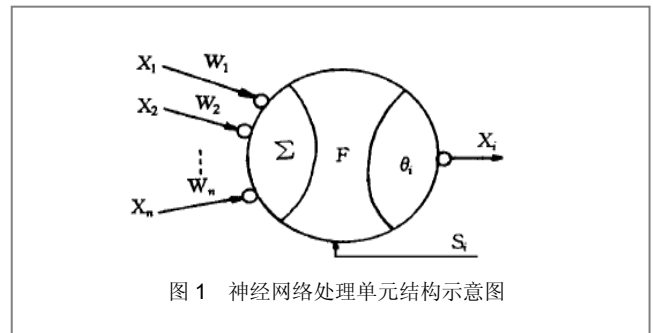 X₁ W₁
X₂ W₂
Wₙ
Xₙ
Σ F θᵢ
Xᵢ
Sᵢ
图 1 神经网络处理单元结构示意图